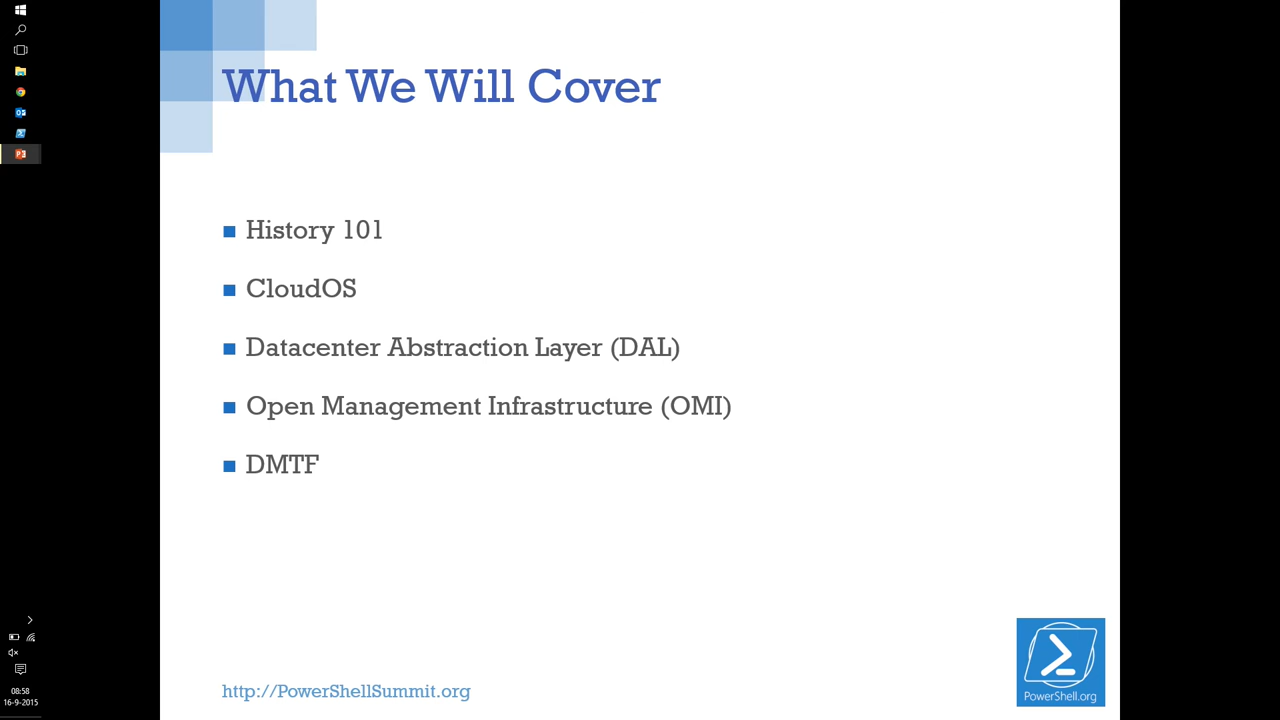 What We Will Cover
History 101
CloudOS
Datacenter Abstraction Layer (DAL)
Open Management Infrastructure (OMI)
DMTF
http://PowerShellSummit.org
PowerShell.org
08:58
16-9-2015